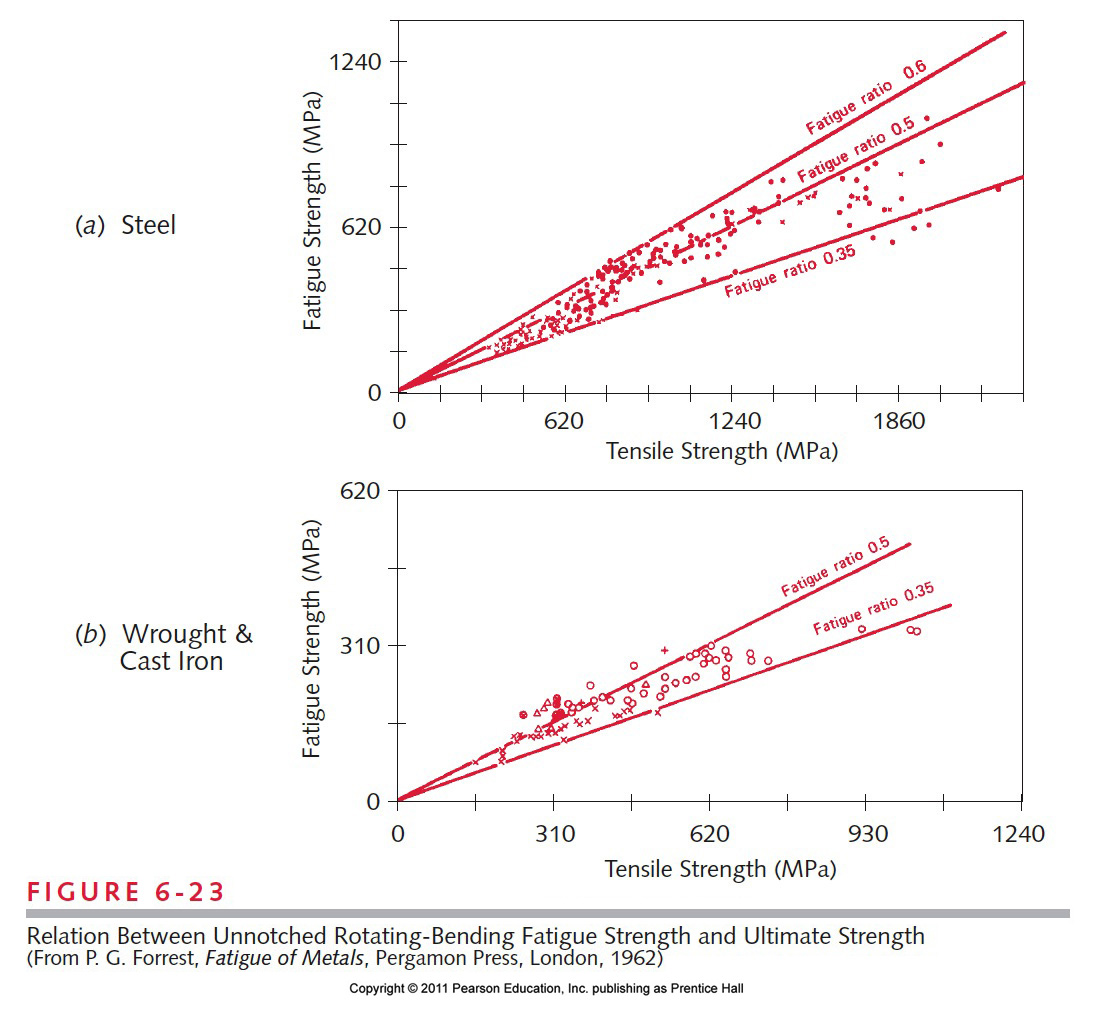 1240
620
0
Fatigue Strength (MPa)
(a) Steel
Fatigue ratio 0.6
Fatigue ratio 0.5
Fatigue ratio 0.35
0 620 1240 1860
Tensile Strength (MPa)
620
310
0
Fatigue Strength (MPa)
(b) Wrought &
Cast Iron
Fatigue ratio 0.5
Fatigue ratio 0.35
0 310 620 930 1240
Tensile Strength (MPa)
FIGURE 6-23
Relation Between Unnotched Rotating-Bending Fatigue Strength and Ultimate Strength
(From P. G. Forrest, Fatigue of Metals, Pergamon Press, London, 1962)
Copyright © 2011 Pearson Education, Inc. publishing as Prentice Hall